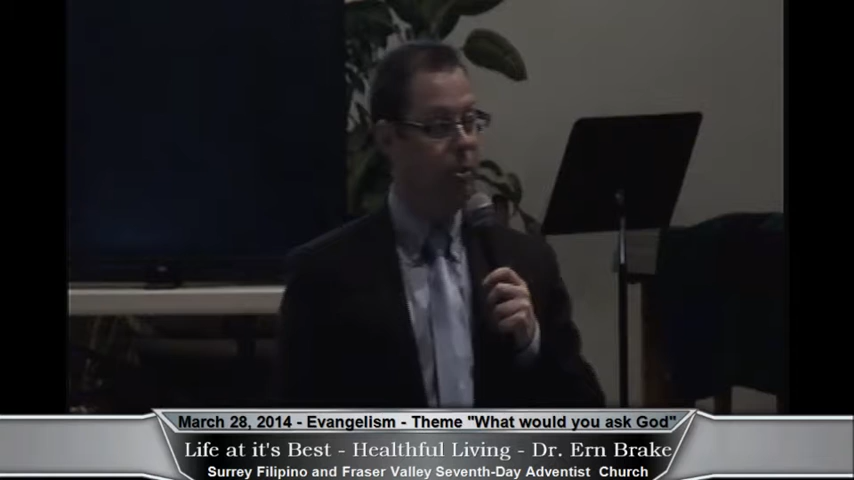 March 28, 2014 - Evangelism - Theme "What would you ask God"
Life at it's Best - Healthful Living - Dr. Ern Brake
Surrey Filipino and Fraser Valley Seventh-Day Adventist Church